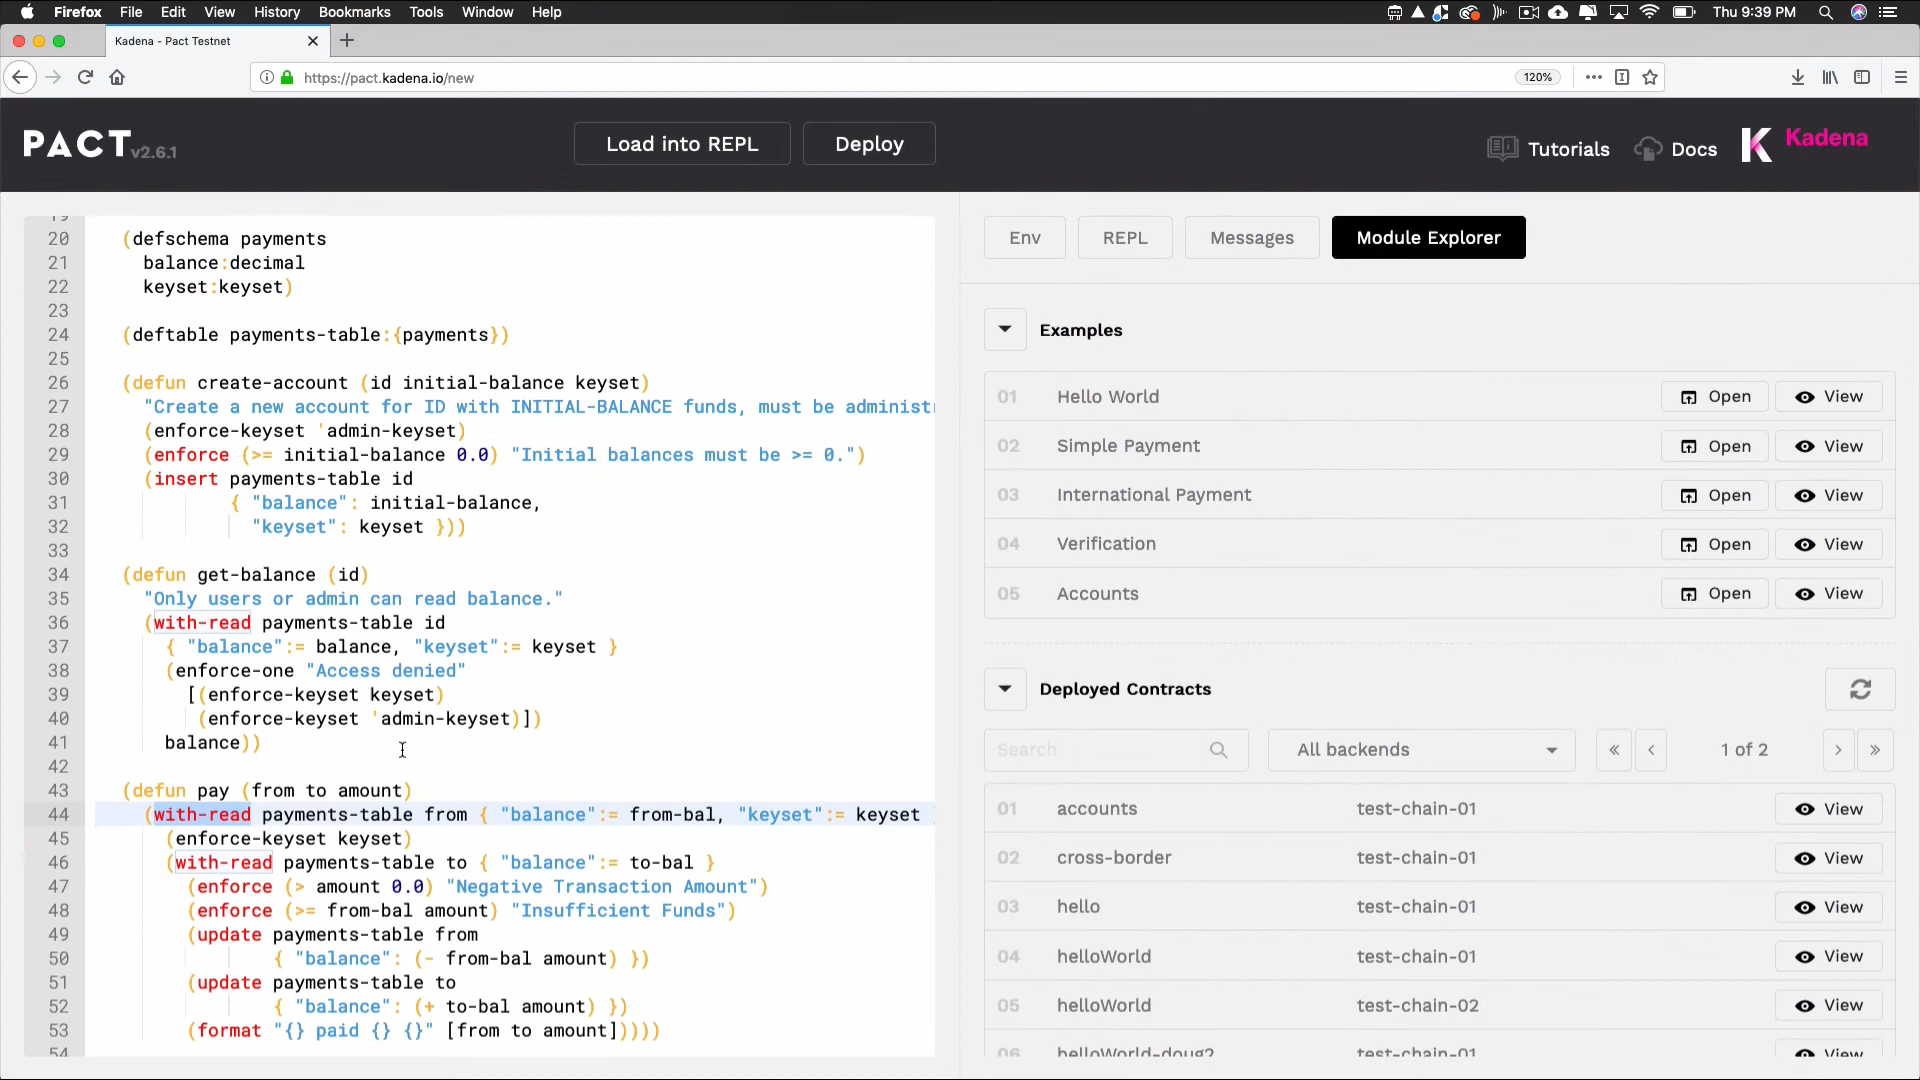 Firefox File Edit View History Bookmarks Tools Window Help Thu 9:39 PM
Kadena - Pact Testnet
https://pact.kadena.io/new 120%
PACT v2.6.1 Load into REPL Deploy Tutorials Docs Kadena
19
20 (defschema payments
21 balance:decimal
22 keyset:keyset)
23
24 (deftable payments-table:{payments})
25
26 (defun create-account (id initial-balance keyset)
27 "Create a new account for ID with INITIAL-BALANCE funds, must be administr
28 (enforce-keyset 'admin-keyset)
29 (enforce (>= initial-balance 0.0) "Initial balances must be >= 0.")
30 (insert payments-table id
31 { "balance": initial-balance,
32 "keyset": keyset }))
33
34 (defun get-balance (id)
35 "Only users or admin can read balance."
36 (with-read payments-table id
37 { "balance":= balance, "keyset":= keyset }
38 (enforce-one "Access denied"
39 [(enforce-keyset keyset)
40 (enforce-keyset 'admin-keyset)])
41 balance))
42
43 (defun pay (from to amount)
44 (with-read payments-table from { "balance":= from-bal, "keyset":= keyset
45 (enforce-keyset keyset)
46 (with-read payments-table to { "balance":= to-bal }
47 (enforce (> amount 0.0) "Negative Transaction Amount")
48 (enforce (>= from-bal amount) "Insufficient Funds")
49 (update payments-table from
50 { "balance": (- from-bal amount) })
51 (update payments-table to
52 { "balance": (+ to-bal amount) })
53 (format "{} paid {} {}" [from to amount]))))
54
Env REPL Messages Module Explorer
Examples
01 Hello World Open View
02 Simple Payment Open View
03 International Payment Open View
04 Verification Open View
05 Accounts Open View
Deployed Contracts
Search All backends « ‹ 1 of 2 › »
01 accounts test-chain-01 View
02 cross-border test-chain-01 View
03 hello test-chain-01 View
04 helloWorld test-chain-01 View
05 helloWorld test-chain-02 View
06 helloWorld-doug2 test-chain-01 View